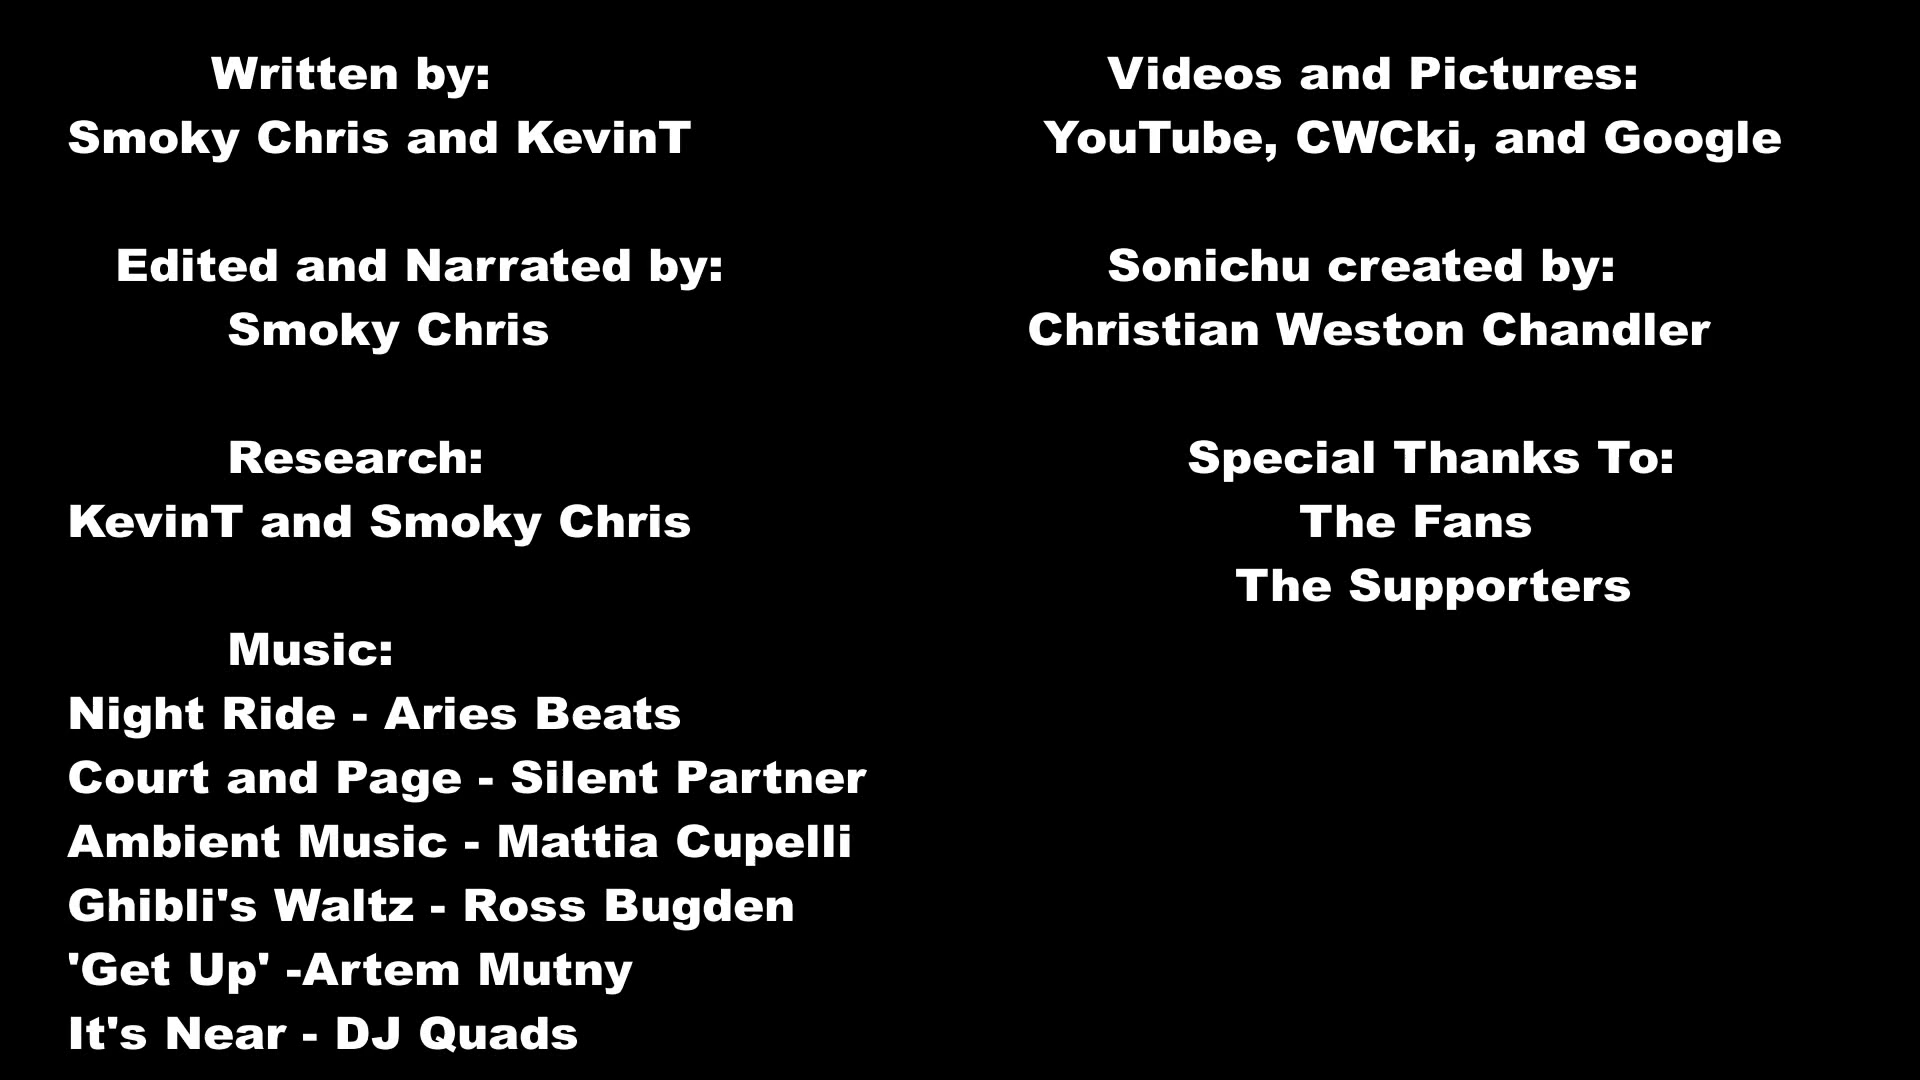 Written by:
Smoky Chris and KevinT
Edited and Narrated by:
Smoky Chris
Research:
KevinT and Smoky Chris
Music:
Night Ride - Aries Beats
Court and Page - Silent Partner
Ambient Music - Mattia Cupelli
Ghibli's Waltz - Ross Bugden
'Get Up' -Artem Mutny
It's Near - DJ Quads
Videos and Pictures:
YouTube, CWCki, and Google
Sonichu created by:
Christian Weston Chandler
Special Thanks To:
The Fans
The Supporters